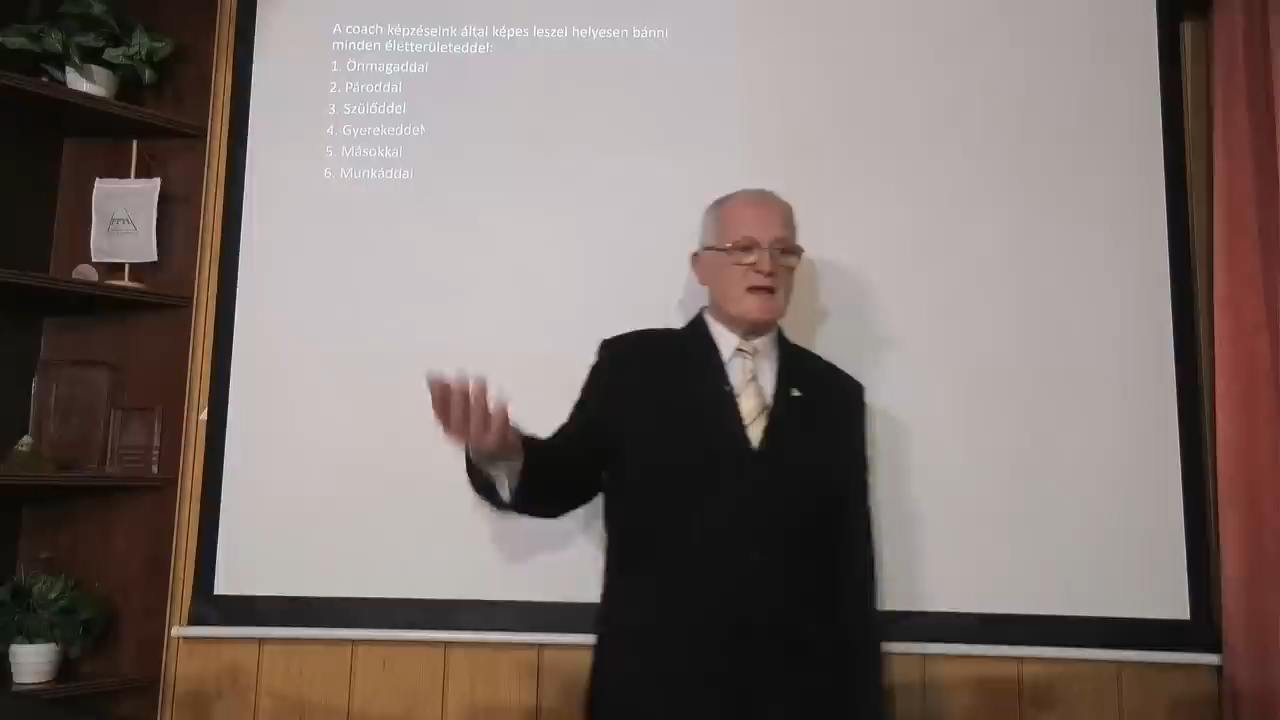 A coach képzéseink által képes leszel helyesen bánni
minden életterületeddel:
1. Önmagaddal
2. Pároddal
3. Szülőddel
4. Gyerekeddel
5. Másokkal
6. Munkáddal